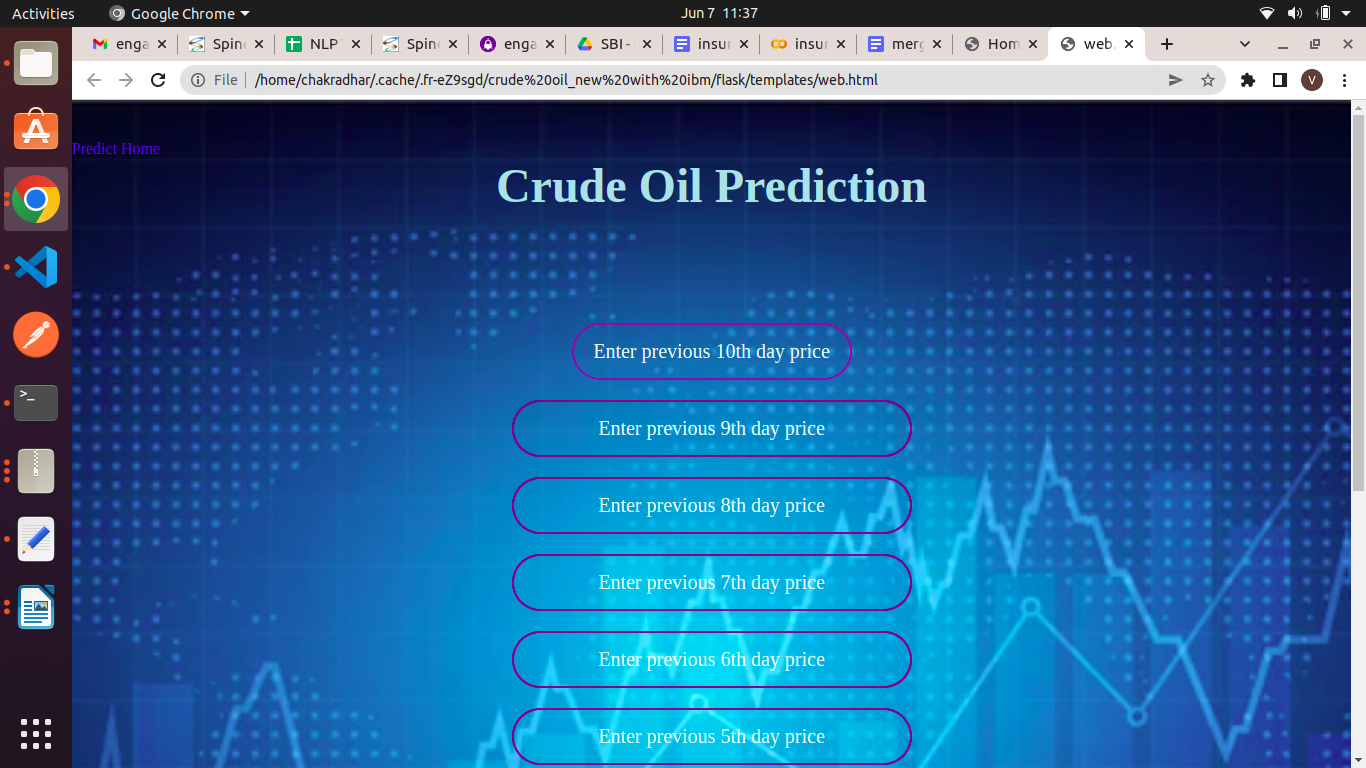 Activities
Google Chrome
Jun 7 11:37
enga
Spine
NLP
Spine
enga
SBI -
insur
insur
merg
Hom
web.
File
/home/chakradhar/.cache/.fr-eZ9sgd/crude%20oil_new%20with%20ibm/flask/templates/web.html
V
Predict Home
Crude Oil Prediction
Enter previous 10th day price
Enter previous 9th day price
Enter previous 8th day price
Enter previous 7th day price
Enter previous 6th day price
Enter previous 5th day price